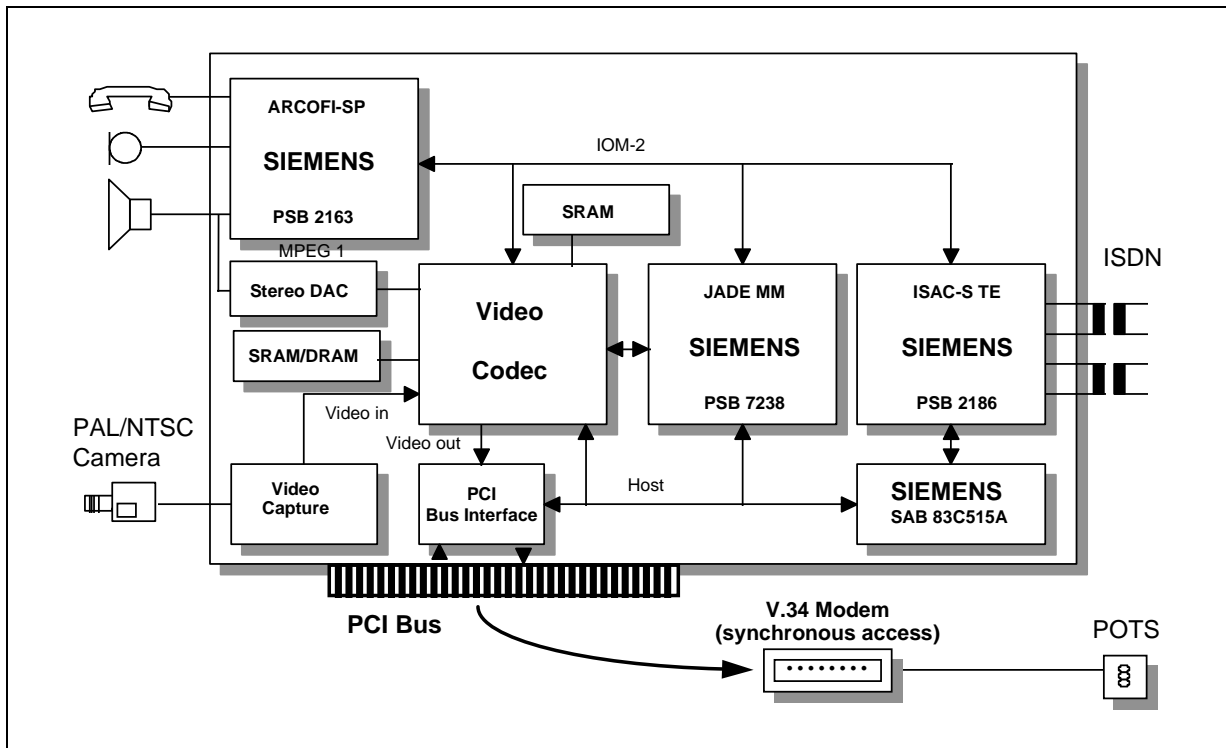 ARCOFI-SP
SIEMENS
PSB 2163
IOM-2
SRAM
MPEG 1
Stereo DAC
SRAM/DRAM
Video
Codec
JADE MM
SIEMENS
PSB 7238
ISAC-S TE
SIEMENS
PSB 2186
ISDN
Video in
Video out
PAL/NTSC
Camera
Video
Capture
PCI
Bus Interface
Host
SIEMENS
SAB 83C515A
PCI Bus
V.34 Modem
(synchronous access)
POTS